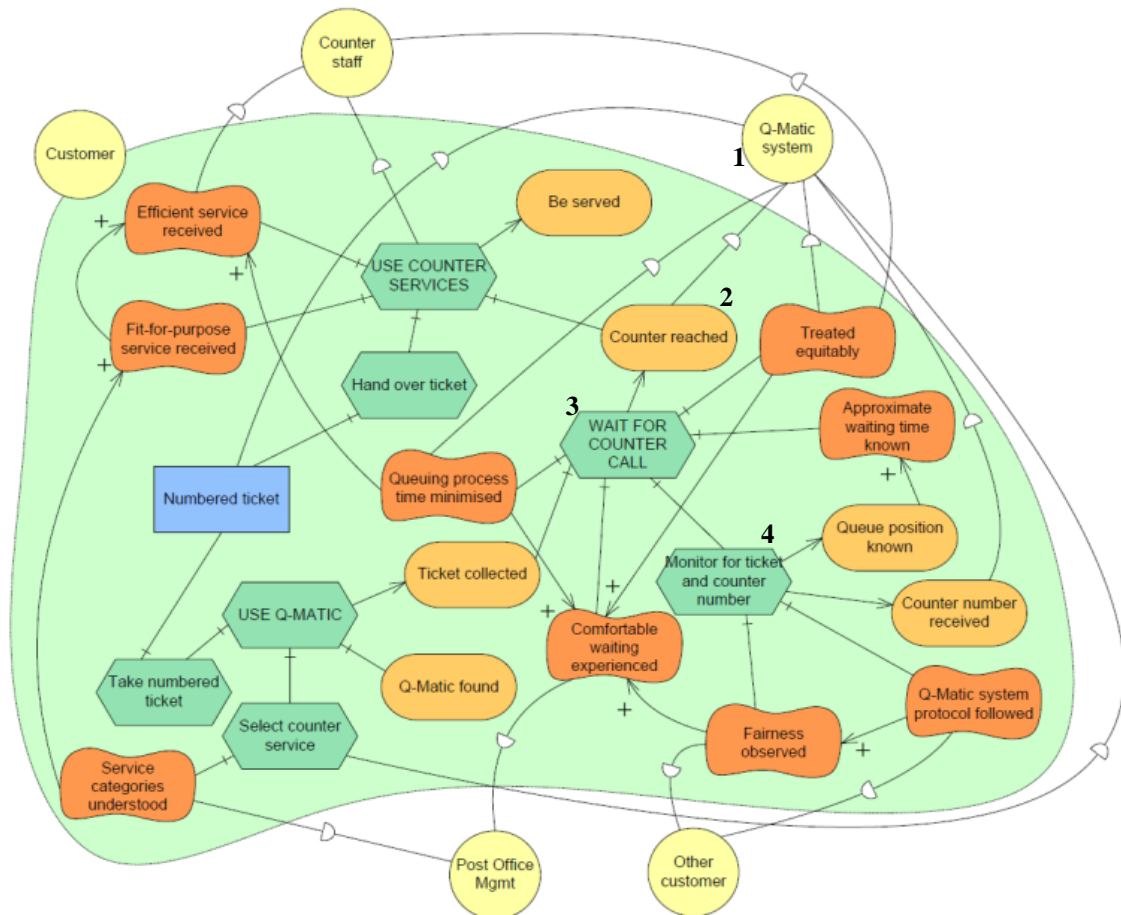 Counter
staff
Q-Matic
system
1
Customer
Efficient service
received
+
+
Be served
USE COUNTER
SERVICES
2
Fit-for-purpose
service received
+
Counter reached
Treated
equitably
Hand over ticket
3
WAIT FOR
COUNTER
CALL
Approximate
waiting time
known
+
Numbered ticket
Queuing process
time minimised
Queue position
known
4
Monitor for ticket
and counter
number
Ticket collected
Counter number
received
USE Q-MATIC
+
+
Comfortable
waiting
experienced
+
Take numbered
ticket
Q-Matic found
Q-Matic system
protocol followed
Select counter
service
Fairness
observed
+
Service
categories
understood
Post Office
Mgmt
Other
customer